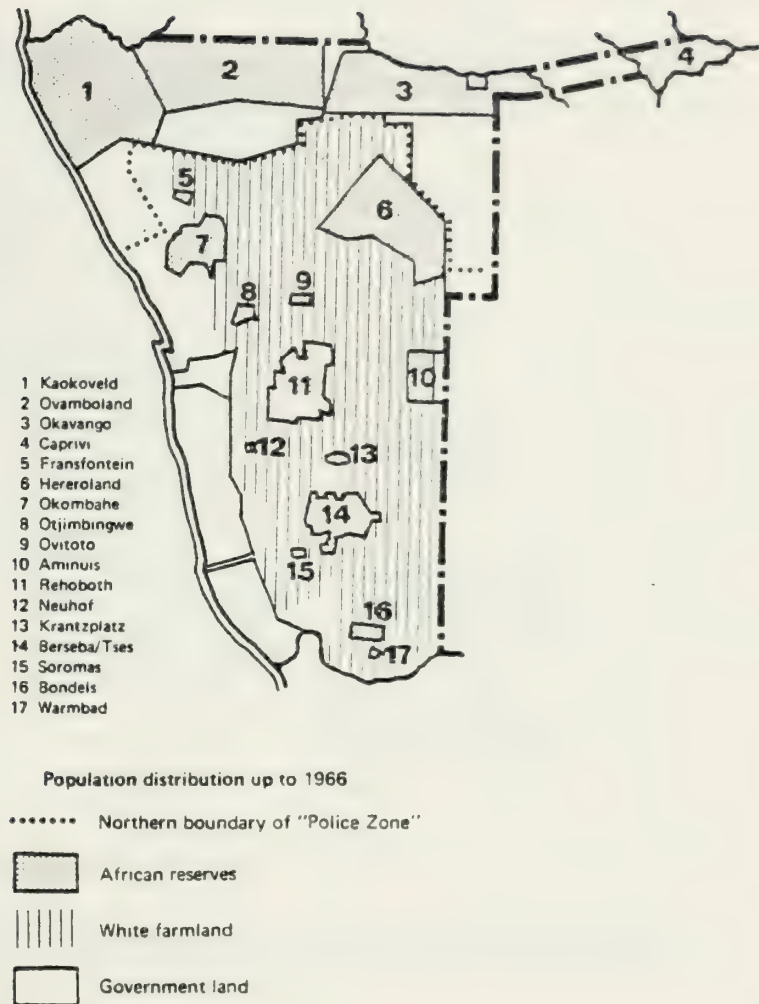 1
2
3
4
5
6
7
8
9
10
11
12
13
14
15
16
17
1 Kaokoveld
2 Ovamboland
3 Okavango
4 Caprivi
5 Fransfontein
6 Hereroland
7 Okombahe
8 Otjimbingwe
9 Ovitoto
10 Aminuis
11 Rehoboth
12 Neuhof
13 Krantzplatz
14 Berseba/Tses
15 Soromas
16 Bondels
17 Warmbad
Population distribution up to 1966
Northern boundary of "Police Zone"
African reserves
White farmland
Government land